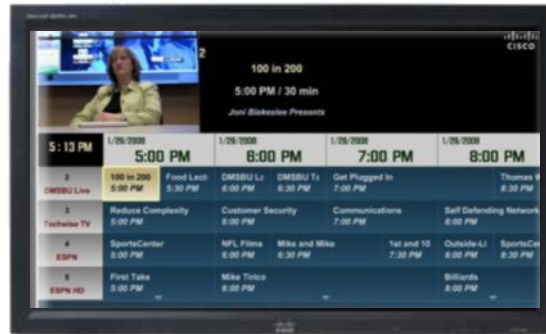 2
CISCO
100 in 200
5:00 PM / 30 min
Joni Blakeslee Presents
5:13 PM
1/26/2008 1/26/2008 1/26/2008 1/26/2008
5:00 PM 6:00 PM 7:00 PM 8:00 PM
2 100 in 200 Food Lect DMSBU La DMSBU Ta Get Plugged In Thomas W
DMSBU Live 5:00 PM 5:30 PM 6:00 PM 6:30 PM 7:00 PM 8:30 PM
3 Reduce Complexity Customer Security Communications Self Defending Network
Techwise TV 5:00 PM 6:00 PM 7:00 PM 8:00 PM
4 SportsCenter NFL Films Mike and Mike 1st and 10 Outside-Li SportsCe
ESPN 5:00 PM 6:00 PM 6:30 PM 7:30 PM 8:00 PM 8:30 PM
5 First Take Mike Tirico Billiards
ESPN HD 5:00 PM 6:00 PM 8:00 PM